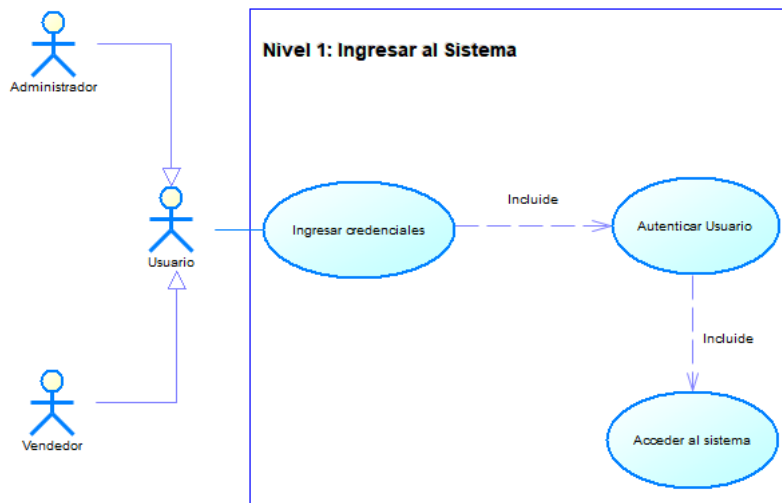 Nivel 1: Ingresar al Sistema
Administrador
Incluide
Ingresar credenciales
Autenticar Usuario
Usuario
Incluide
Vendedor
Acceder al sistema